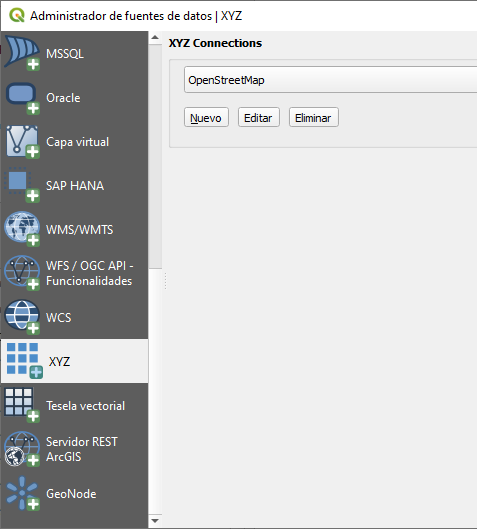 Administrador de fuentes de datos | XYZ
MSSQL
Oracle
Capa virtual
SAP HANA
WMS/WMTS
WFS / OGC API -
Funcionalidades
WCS
XYZ
Tesela vectorial
Servidor REST
ArcGIS
GeoNode
XYZ Connections
OpenStreetMap
Nuevo Editar Eliminar